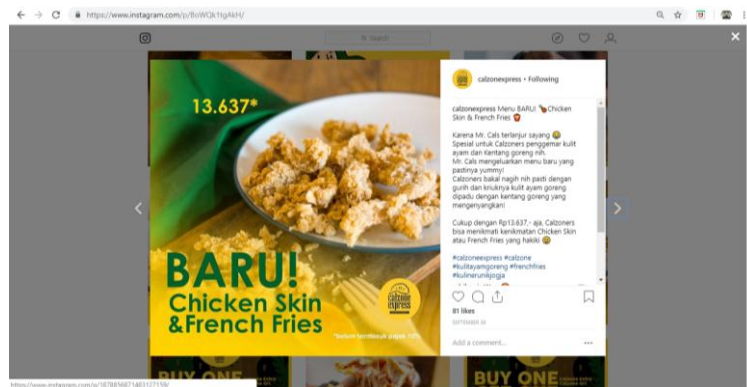 https://www.instagram.com/p/BoWQk1tgAkH/
Search
calzonexpress • Following
calzonexpress Menu BARU! 🍗Chicken
Skin & French Fries 🍟
Karena Mr. Cals terlanjur sayang 😂
Spesial untuk Calzoners penggemar kulit
ayam dan Kentang goreng nih.
Mr. Cals mengeluarkan menu baru yang
pastinya yummy!
Calzoners bakal nagih nih pasti dengan
gurih dan kriuknya kulit ayam goreng
dipadu dengan kentang goreng yang
mengenyangkan!
Cukup dengan Rp13.637,- aja, Calzoners
bisa menikmati kenikmatan Chicken Skin
atau French Fries yang hakiki 😂
#calzoneexpress #calzone
#kulitayamgoreng #frenchfries
#kulinerunikjogja
81 likes
SEPTEMBER 30
Add a comment...
13.637*
BARU!
Chicken Skin
&French Fries
calzone
express
*belum termasuk pajak 10%
BUY ONE
BUY ONE